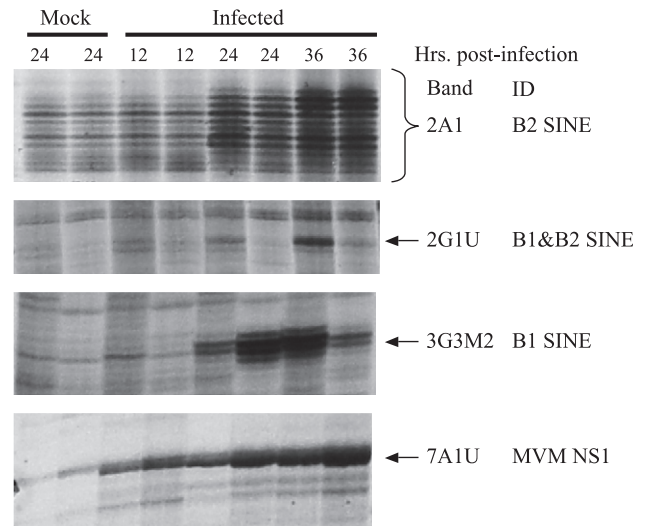 Mock Infected
24 24 12 12 24 24 36 36 Hrs. post-infection
Band ID
2A1 B2 SINE
2G1U B1&B2 SINE
3G3M2 B1 SINE
7A1U MVM NS1